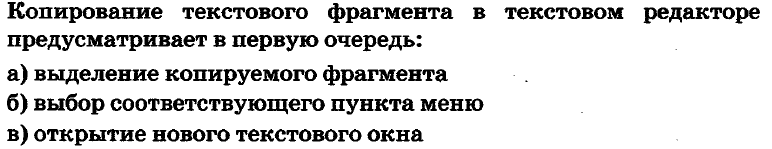 Копирование текстового фрагмента в текстовом редакторе
предусматривает в первую очередь:
а) выделение копируемого фрагмента
б) выбор соответствующего пункта меню
в) открытие нового текстового окна